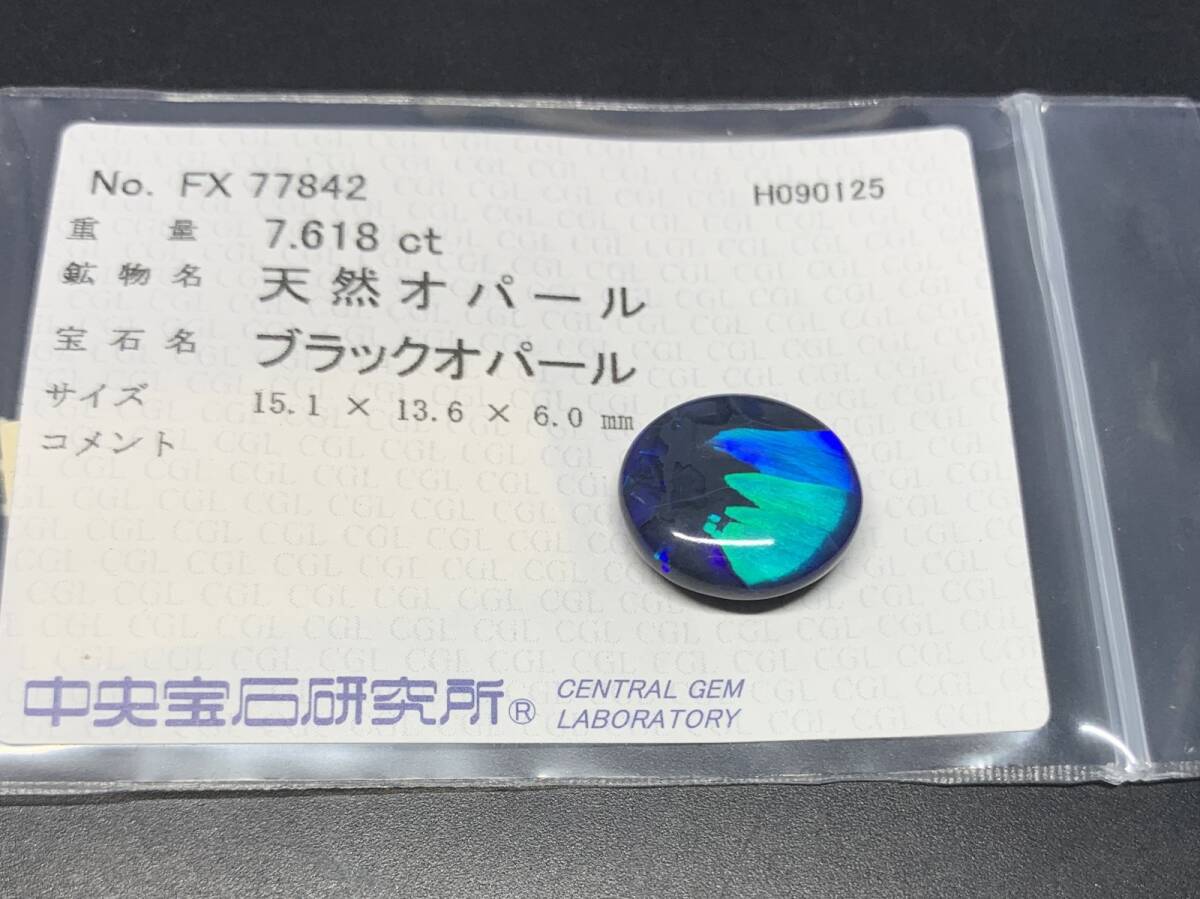 No. FX 77842
H090125
重量 7.618 ct
鉱物名 天然オパール
宝石名 ブラックオパール
サイズ 15.1 × 13.6 × 6.0 mm
コメント
中央宝石研究所® CENTRAL GEM
LABORATORY